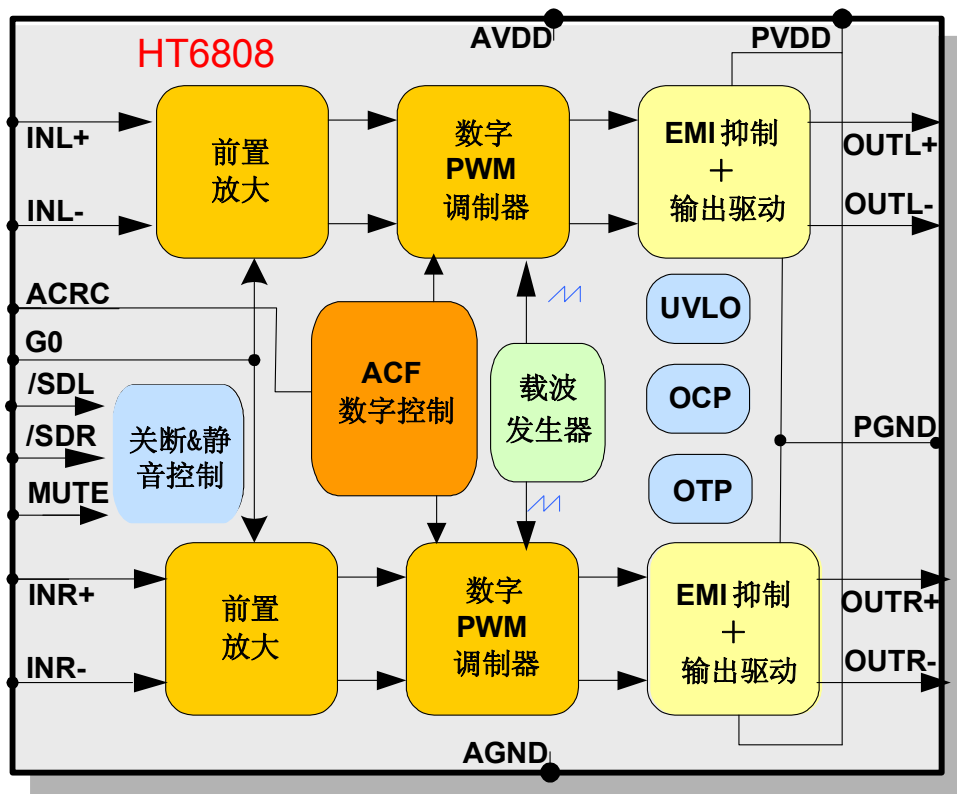 AVDD
PVDD
HT6808
INL+
INL-
前置
放大
数字
PWM
调制器
EMI 抑制
＋
输出驱动
OUTL+
OUTL-
ACRC
G0
/SDL
/SDR
MUTE
关断&静
音控制
ACF
数字控制
载波
发生器
UVLO
OCP
OTP
PGND
INR+
INR-
前置
放大
数字
PWM
调制器
EMI 抑制
＋
输出驱动
OUTR+
OUTR-
AGND